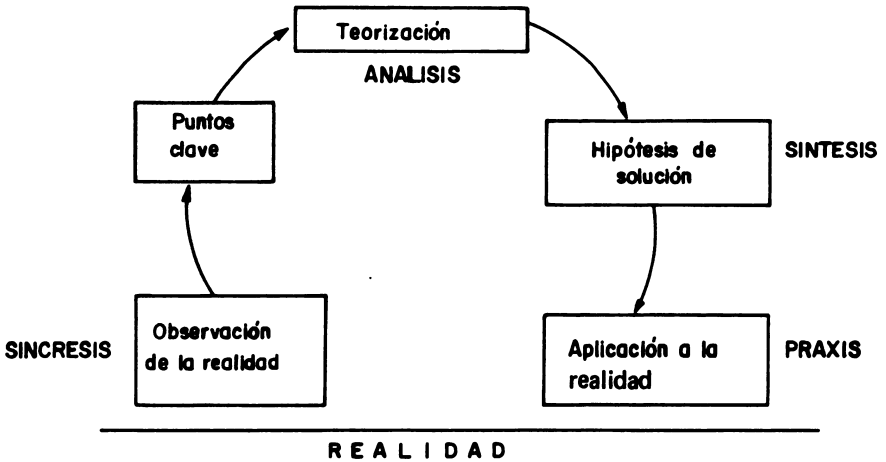 Teorización
ANALISIS
Puntos
clave
Hipótesis de
solución
SINTESIS
SINCRESIS
Observación
de la realidad
Aplicación a la
realidad
PRAXIS
REALIDAD